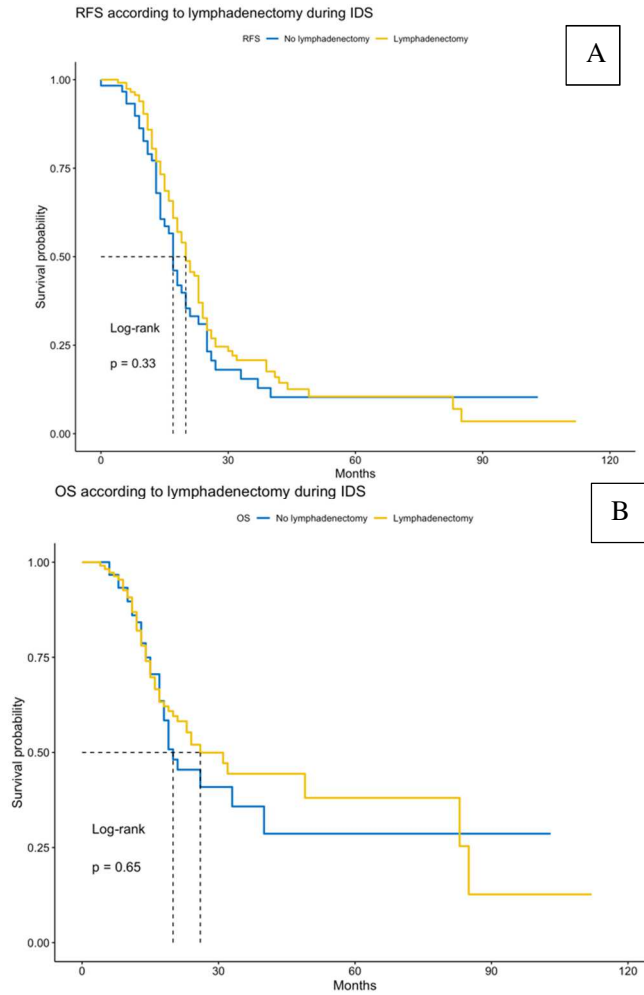 RFS according to lymphadenectomy during IDS
RFS No lymphadenectomy Lymphadenectomy
A
1.00
0.75
0.50
0.25
0.00
Survival probability
Log-rank
p = 0.33
0 30 60 90 120
Months
OS according to lymphadenectomy during IDS
OS No lymphadenectomy Lymphadenectomy
B
1.00
0.75
0.50
0.25
0.00
Survival probability
Log-rank
p = 0.65
0 30 60 90 120
Months